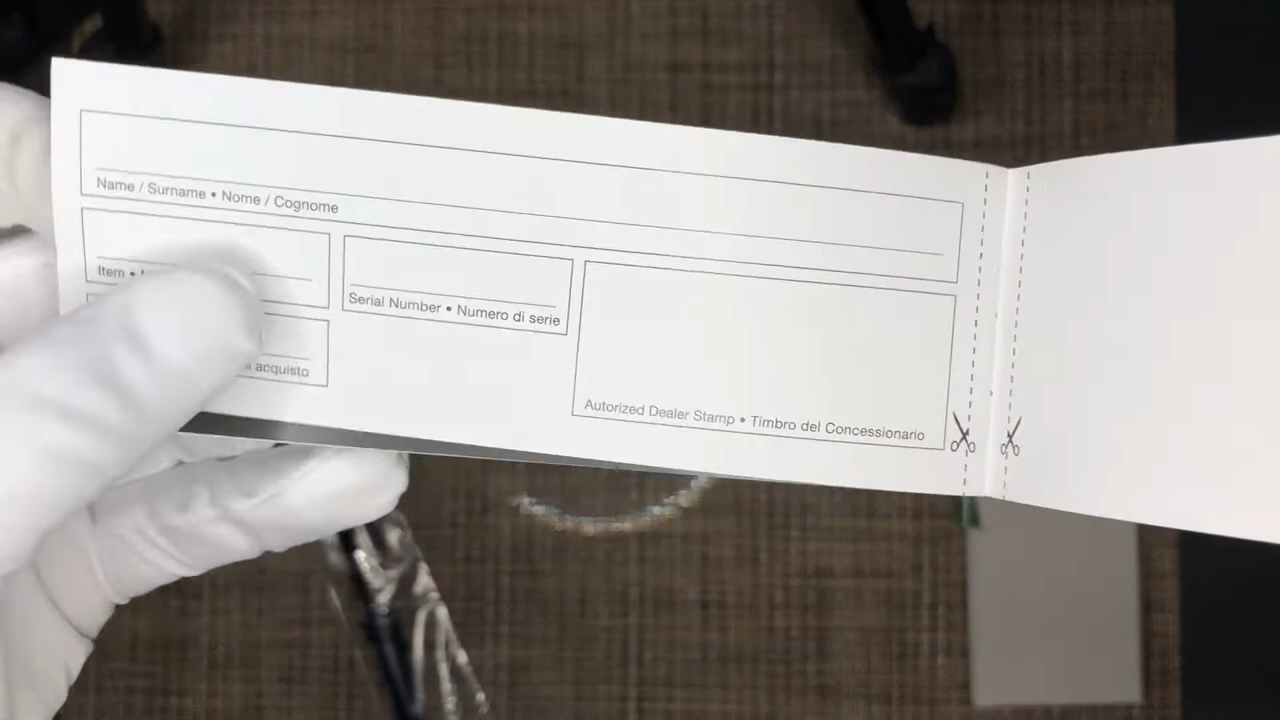 Name / Surname • Nome / Cognome
Item •
Serial Number • Numero di serie
acquisto
Autorized Dealer Stamp • Timbro del Concessionario